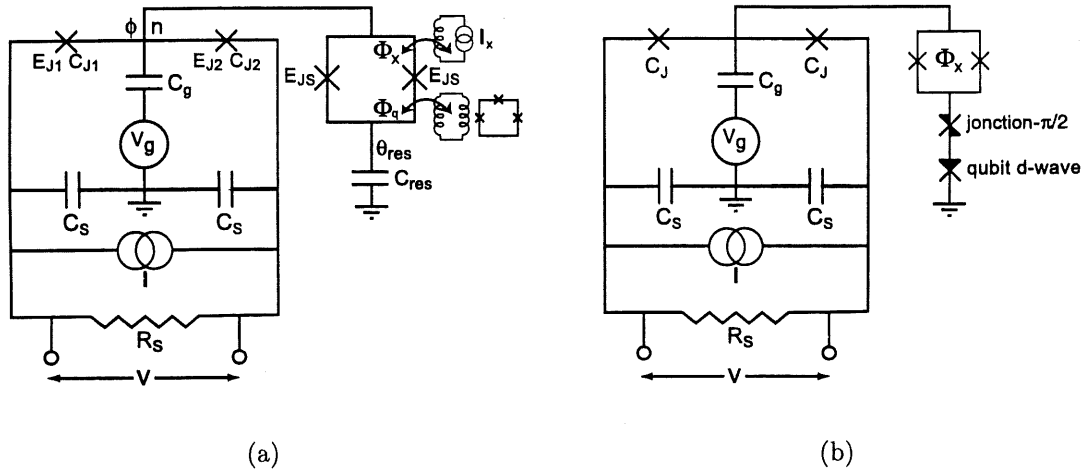 ϕ n
E_J1 C_J1
E_J2 C_J2
C_g
V_g
C_S
C_S
I
R_S
V
Φ_x
I_x
E_JS
E_JS
Φ_q
θ_res
C_res
(a)
C_J
C_J
C_g
V_g
C_S
C_S
I
R_S
V
Φ_x
jonction-π/2
qubit d-wave
(b)